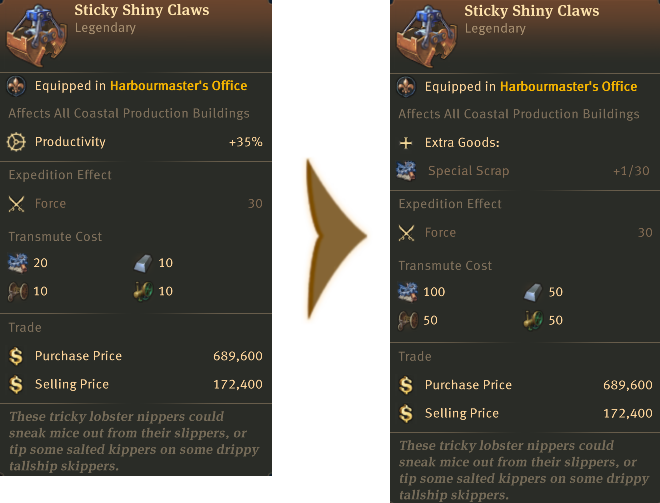 Sticky Shiny Claws
Legendary
Equipped in Harbourmaster's Office
Affects All Coastal Production Buildings
Productivity +35%
Expedition Effect
Force 30
Transmute Cost
20 10
10 10
Trade
Purchase Price 689,600
Selling Price 172,400
These tricky lobster nippers could
sneak mice out from their slippers, or
tip some salted kippers on some drippy
tallship skippers.
Sticky Shiny Claws
Legendary
Equipped in Harbourmaster's Office
Affects All Coastal Production Buildings
Extra Goods:
Special Scrap +1/30
Expedition Effect
Force 30
Transmute Cost
100 50
50 50
Trade
Purchase Price 689,600
Selling Price 172,400
These tricky lobster nippers could
sneak mice out from their slippers, or
tip some salted kippers on some drippy
tallship skippers.